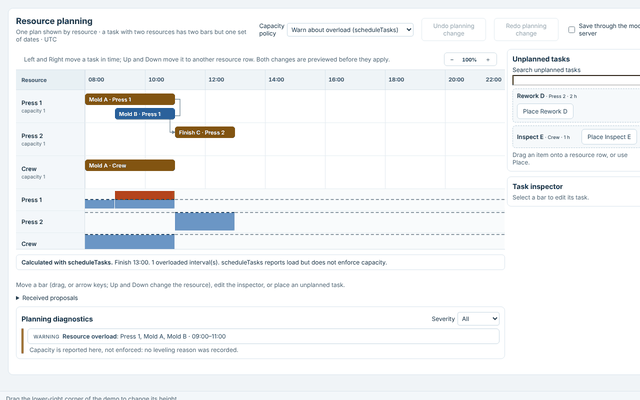 Resource planning
One plan shown by resource · a task with two resources has two bars but one set
of dates · UTC
Capacity
policy
Warn about overload (scheduleTasks)
Undo planning
change
Redo planning
change
Save through the
server
Left and Right move a task in time; Up and Down move it to another resource row. Both changes are previewed before they apply.
− 100% +
Resource 08:00 10:00 12:00 14:00 16:00 18:00 20:00 22:00
Press 1
capacity 1
Mold A · Press 1
Mold B · Press 1
Press 2
capacity 1
Finish C · Press 2
Crew
capacity 1
Mold A · Crew
Press 1
Press 2
Crew
Calculated with scheduleTasks. Finish 13:00. 1 overloaded interval(s). scheduleTasks reports load but does not enforce capacity.
Move a bar (drag, or arrow keys; Up and Down change the resource), edit the inspector, or place an unplanned task.
Received proposals
Planning diagnostics
Severity All
WARNING Resource overload: Press 1, Mold A, Mold B · 09:00–11:00
Capacity is reported here, not enforced: no leveling reason was recorded.
Unplanned tasks
Search unplanned tasks
Rework D · Press 2 · 2 h
Place Rework D
Inspect E · Crew · 1 h
Place Inspect E
Drag an item onto a resource row, or use
Place.
Task inspector
Select a bar to edit its task.
Drag the lower-right corner of the demo to change its height.